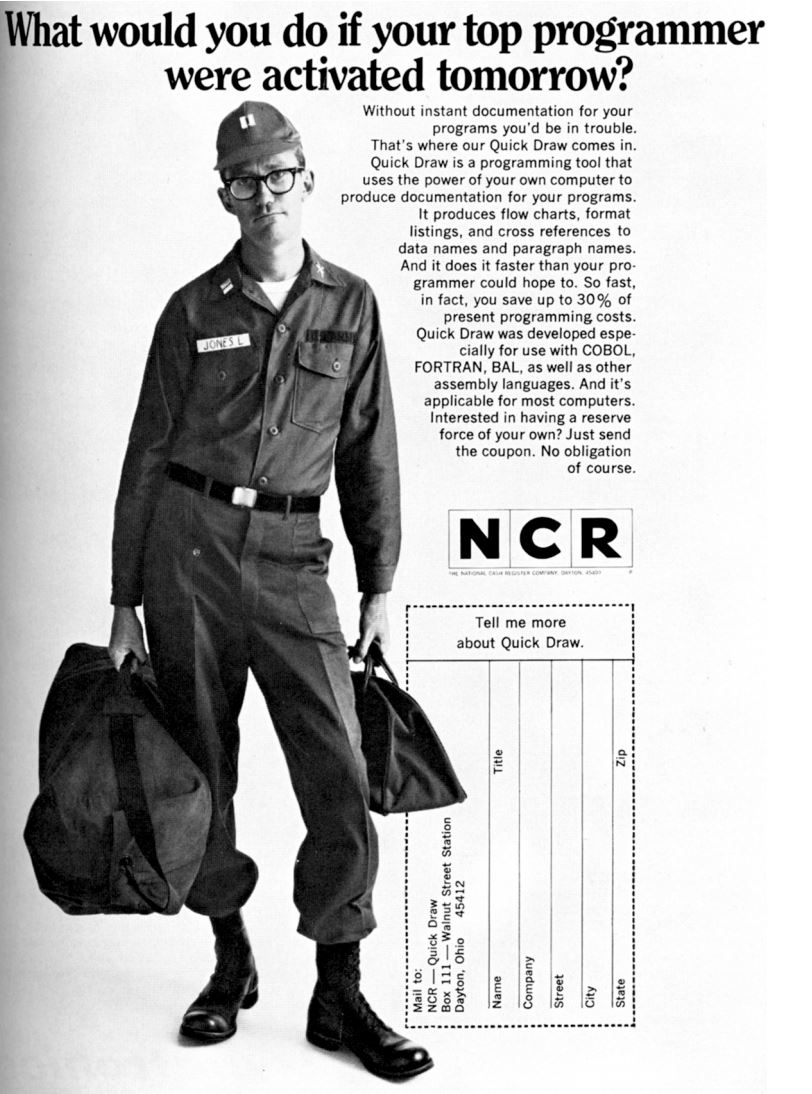 What would you do if your top programmer
were activated tomorrow?
Without instant documentation for your
programs you'd be in trouble.
That's where our Quick Draw comes in.
Quick Draw is a programming tool that
uses the power of your own computer to
produce documentation for your programs.
It produces flow charts, format
listings, and cross references to
data names and paragraph names.
And it does it faster than your pro-
grammer could hope to. So fast,
in fact, you save up to 30% of
present programming costs.
Quick Draw was developed espe-
cially for use with COBOL,
FORTRAN, BAL, as well as other
assembly languages. And it's
applicable for most computers.
Interested in having a reserve
force of your own? Just send
the coupon. No obligation
of course.
JONES L
NCR
THE NATIONAL CASH REGISTER COMPANY, DAYTON, 45409
Tell me more
about Quick Draw.
Mail to:
NCR — Quick Draw
Box 111 — Walnut Street Station
Dayton, Ohio 45412
Name Title
Company
Street
City
State Zip